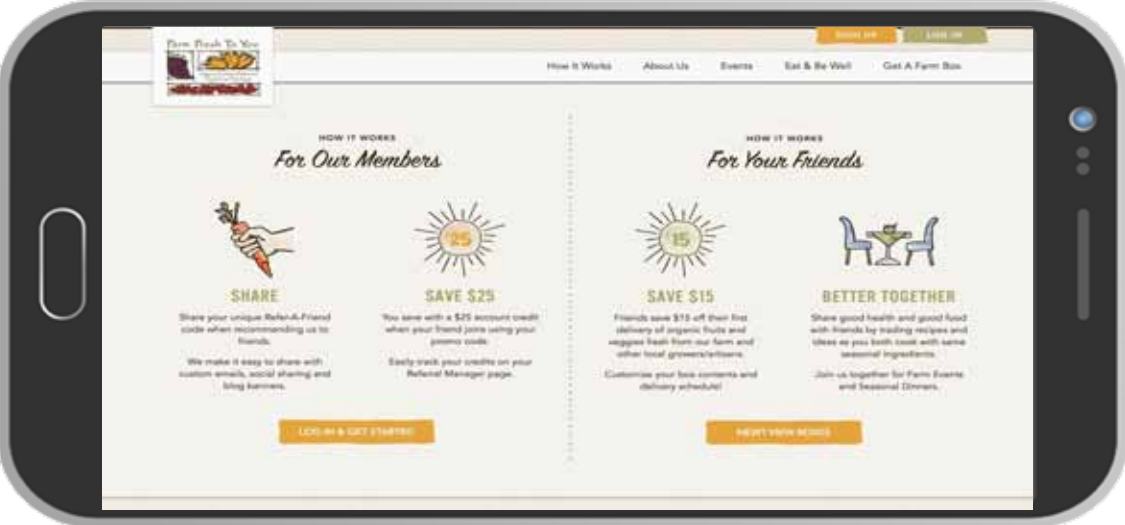 Farm Fresh To You
SIGN UP
LOG IN
How It Works
About Us
Events
Eat & Be Well
Get A Farm Box
HOW IT WORKS
For Our Members
SHARE
Share your unique Refer-A-Friend
code when recommending us to
friends.
We make it easy to share with
custom emails, social sharing and
blog banners.
25
SAVE $25
You save with a $25 account credit
when your friend joins using your
promo code.
Easily track your credits on your
Referral Manager page.
LOG IN & GET STARTED
HOW IT WORKS
For Your Friends
15
SAVE $15
Friends save $15 off their first
delivery of organic fruits and
veggies fresh from our farm and
other local growers/artisans.
Customize your box contents and
delivery schedule!
BETTER TOGETHER
Share good health and good food
with friends by trading recipes and
ideas as you both cook with same
seasonal ingredients.
Join us together for Farm Events
and Seasonal Dinners.
VIEW BOXES